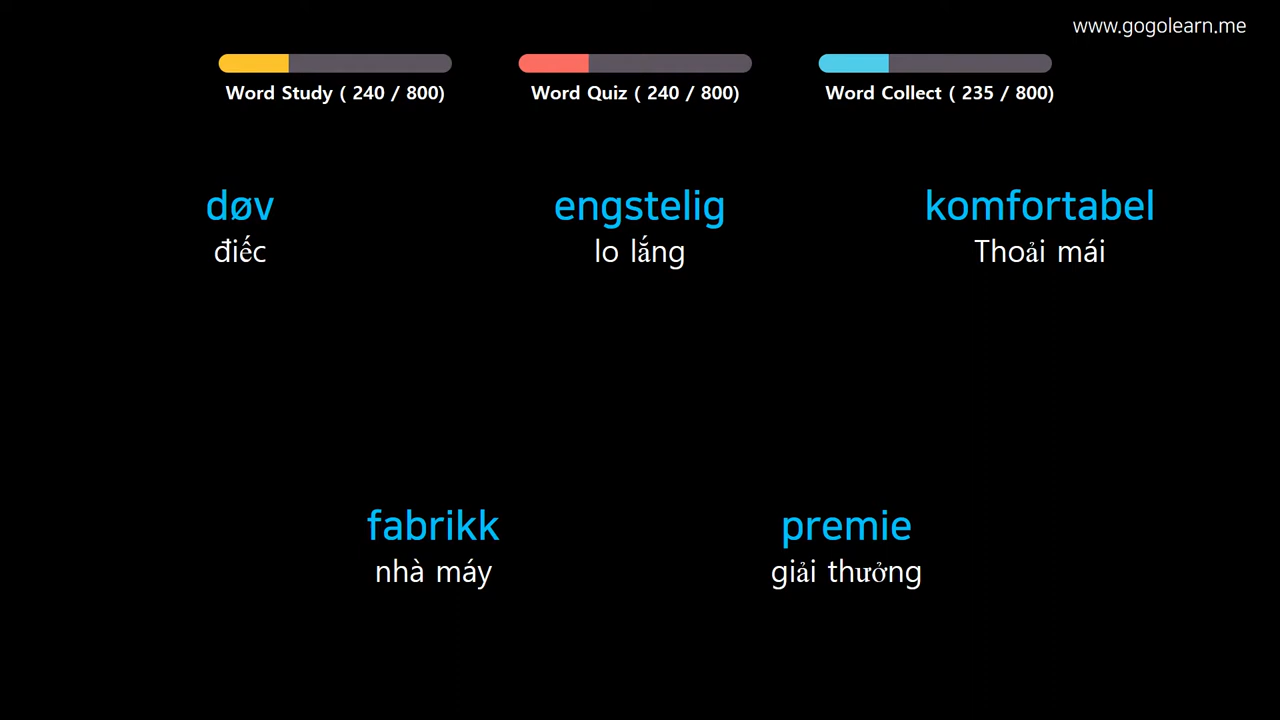 www.gogolearn.me
Word Study ( 240 / 800)
Word Quiz ( 240 / 800)
Word Collect ( 235 / 800)
døv
điếc
engstelig
lo lắng
komfortabel
Thoải mái
fabrikk
nhà máy
premie
giải thưởng